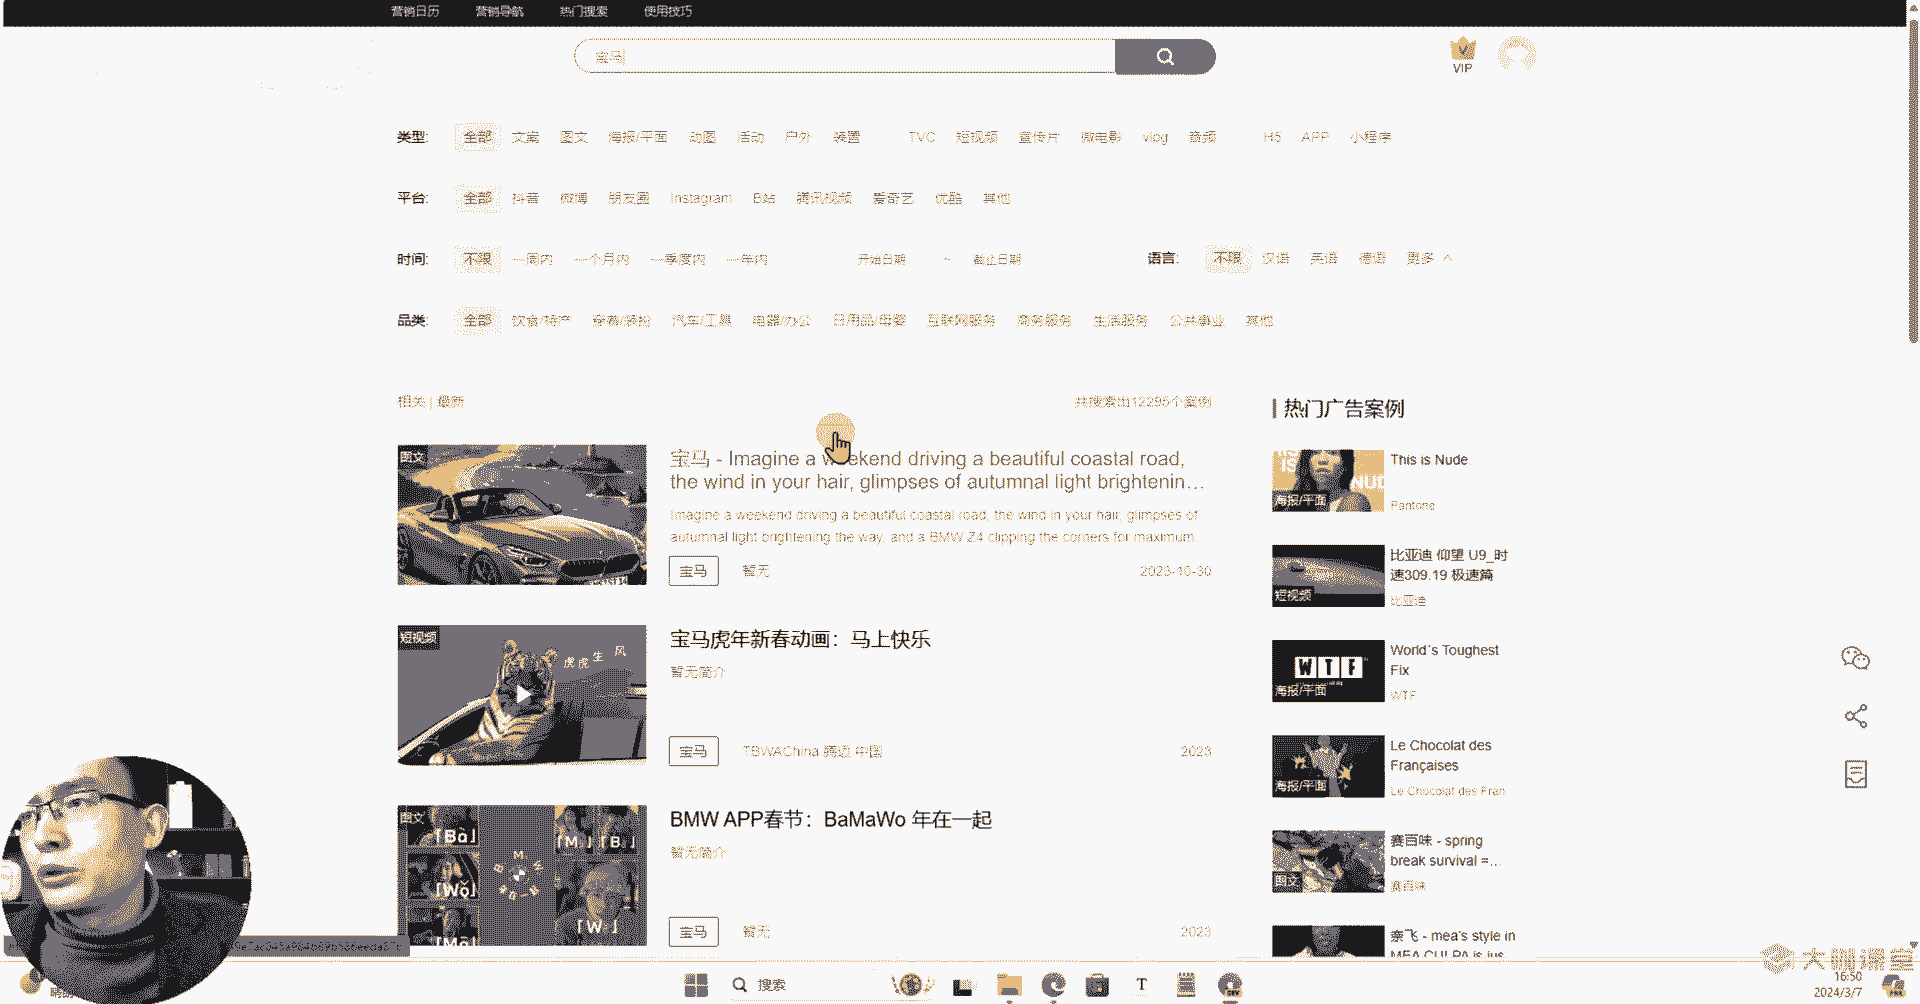 营销日历 营销导航 热门搜索 使用技巧
宝马
VIP
类型: 全部 文案 图文 海报/平面 动图 活动 户外 装置 TVC 短视频 宣传片 微电影 vlog 音频 H5 APP 小程序
平台: 全部 抖音 微博 朋友圈 Instagram B站 腾讯视频 爱奇艺 优酷 其他
时间: 不限 一周内 一个月内 一季度内 一年内 开始日期 ~ 截止日期 语言: 不限 汉语 英语 德语 更多
品类: 全部 饮食/特产 穿着/装扮 汽车/工具 电器/办公 日用品/母婴 互联网服务 商务服务 生活服务 公共事业 其他
相关 | 最新
共搜索出12295个案例
图文
宝马 - Imagine a weekend driving a beautiful coastal road,
the wind in your hair, glimpses of autumnal light brightenin...
Imagine a weekend driving a beautiful coastal road, the wind in your hair, glimpses of
autumnal light brightening the way, and a BMW Z4 clipping the corners for maximum.
宝马 暂无 2023-10-30
短视频
虎虎生风
宝马虎年新春动画：马上快乐
暂无简介
宝马 TBWAChina 腾迈 中国 2023
图文
「Bà」
「Wǒ」
BMW APP春节：BaMaWo 年在一起
暂无简介
宝马 暂无 2023
热门广告案例
海报/平面
This is Nude.
Pantone
短视频
比亚迪 仰望 U9_时
速309.19 极速篇
比亚迪
WTF
海报/平面
World´s Toughest
Fix
WTF
海报/平面
Le Chocolat des
Françaises
Le Chocolat des Fran
图文
赛百味 - spring
break survival =...
赛百味
奈飞 - mea's style in
MEA CULPA is jus
大咖课堂
搜索
16:50
2024/3/7